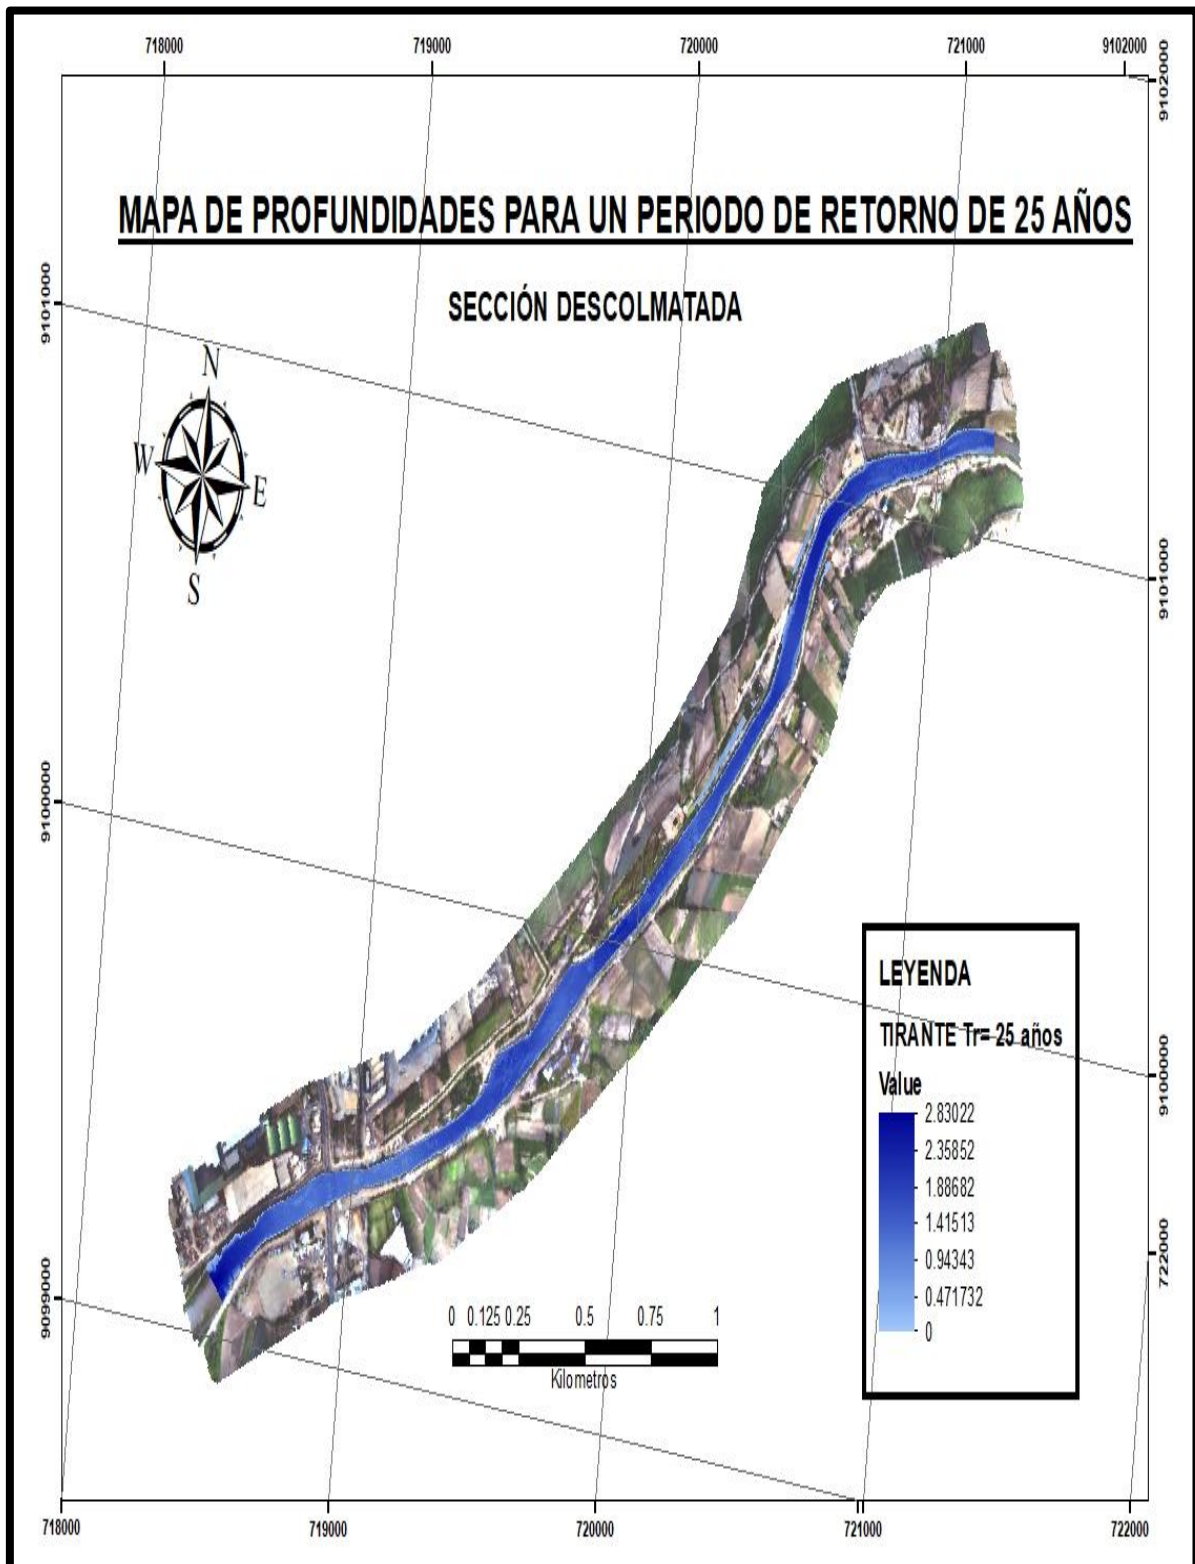 718000 719000 720000 721000 9102000
9102000
MAPA DE PROFUNDIDADES PARA UN PERIODO DE RETORNO DE 25 AÑOS
SECCIÓN DESCOLMATADA
9101000
N
W
E
S
9101000
9100000
LEYENDA
TIRANTE Tr= 25 años
Value
2.83022
2.35852
1.88682
1.41513
0.94343
0.471732
0
9100000
722000
9099000
0 0.125 0.25 0.5 0.75 1
Kilometros
718000 719000 720000 721000 722000